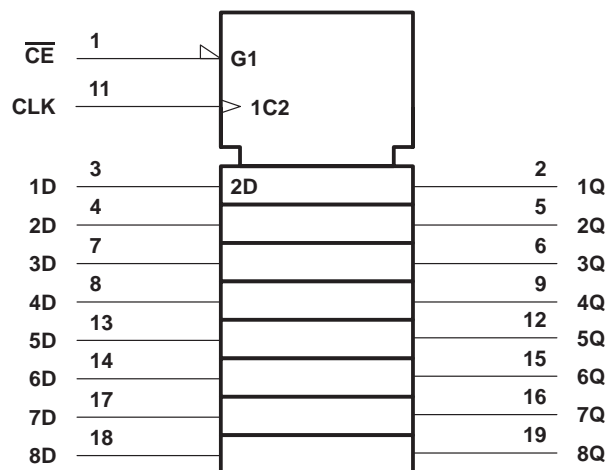 C̅E̅ 1 G1
CLK 11 1C2
1D 3 2D 2 1Q
2D 4 5 2Q
3D 7 6 3Q
4D 8 9 4Q
5D 13 12 5Q
6D 14 15 6Q
7D 17 16 7Q
8D 18 19 8Q